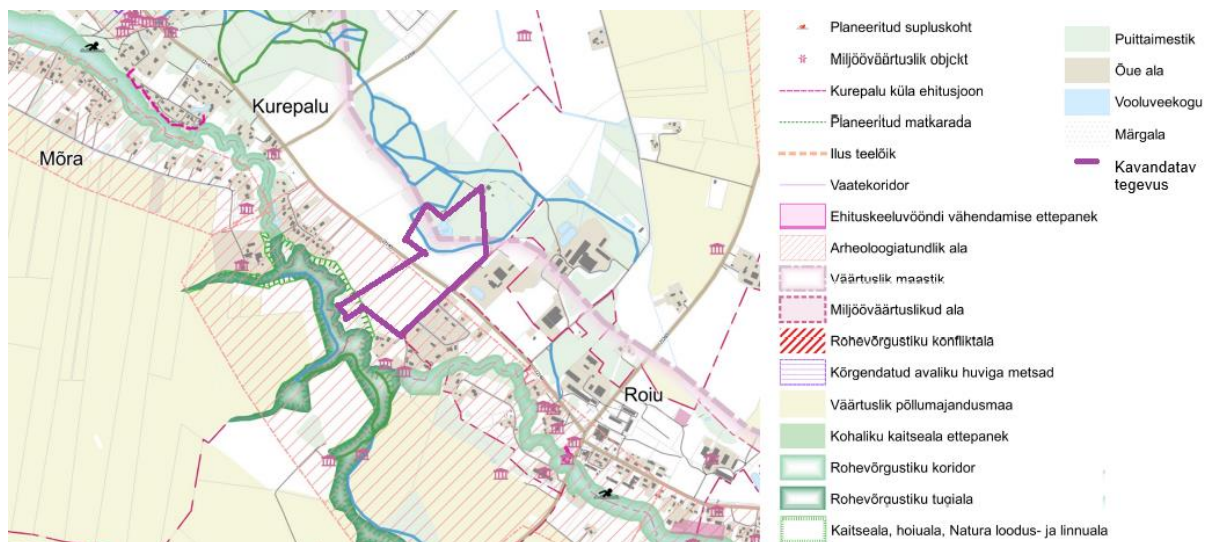 Kurepalu
Mõra
Roiu
Planeeritud supluskoht
Miljööväärtuslik objekt
Kurepalu küla ehitusjoon
Planeeritud matkarada
Ilus teelõik
Vaatekoridor
Ehituskeeluvööndi vähendamise ettepanek
Arheoloogiatundlik ala
Väärtuslik maastik
Miljööväärtuslikud ala
Rohevõrgustiku konfliktala
Kõrgendatud avaliku huviga metsad
Väärtuslik põllumajandusmaa
Kohaliku kaitseala ettepanek
Rohevõrgustiku koridor
Rohevõrgustiku tugiala
Kaitseala, hoiuala, Natura loodus- ja linnuala
Puittaimestik
Õue ala
Vooluveekogu
Märgala
Kavandatav
tegevus